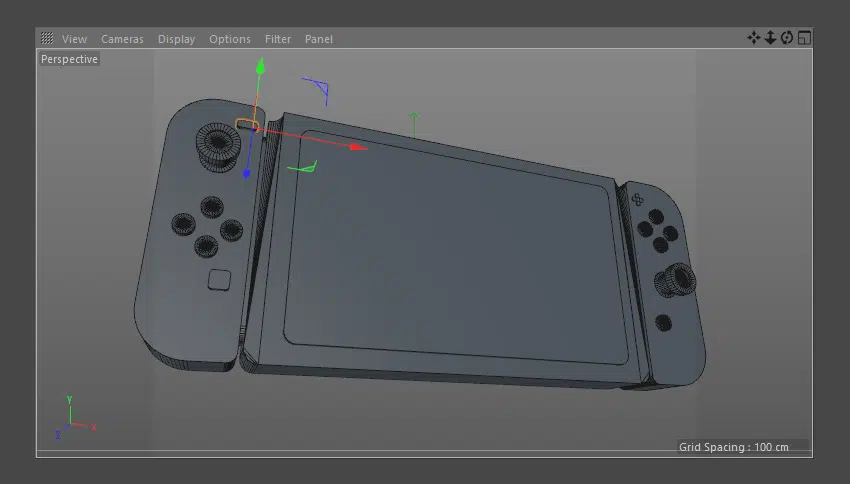 View Cameras Display Options Filter Panel
Perspective
Y
X
Z
Grid Spacing : 100 cm